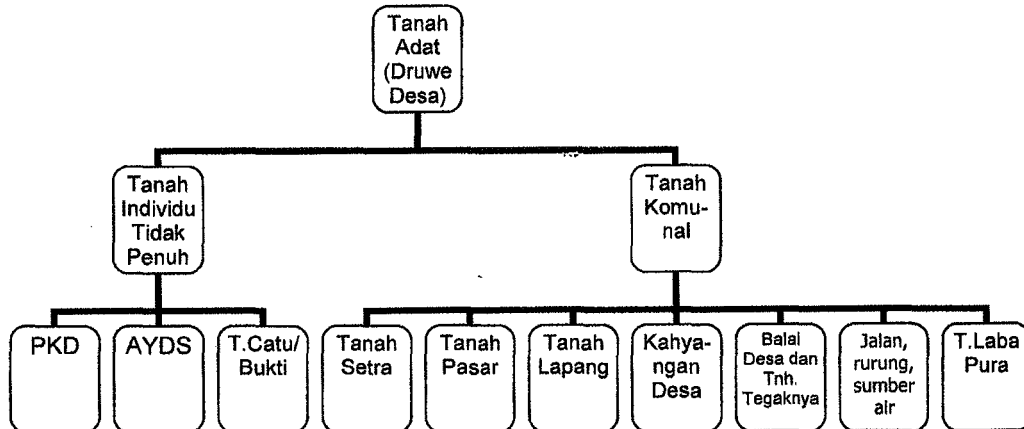 Tanah
Adat
(Druwe
Desa)
Tanah
Individu
Tidak
Penuh
Tanah
Komu-
nal
PKD
AYDS
T.Catu/
Bukti
Tanah
Setra
Tanah
Pasar
Tanah
Lapang
Kahya-
ngan
Desa
Balai
Desa dan
Tnh.
Tegaknya
Jalan,
rurung,
sumber
air
T.Laba
Pura